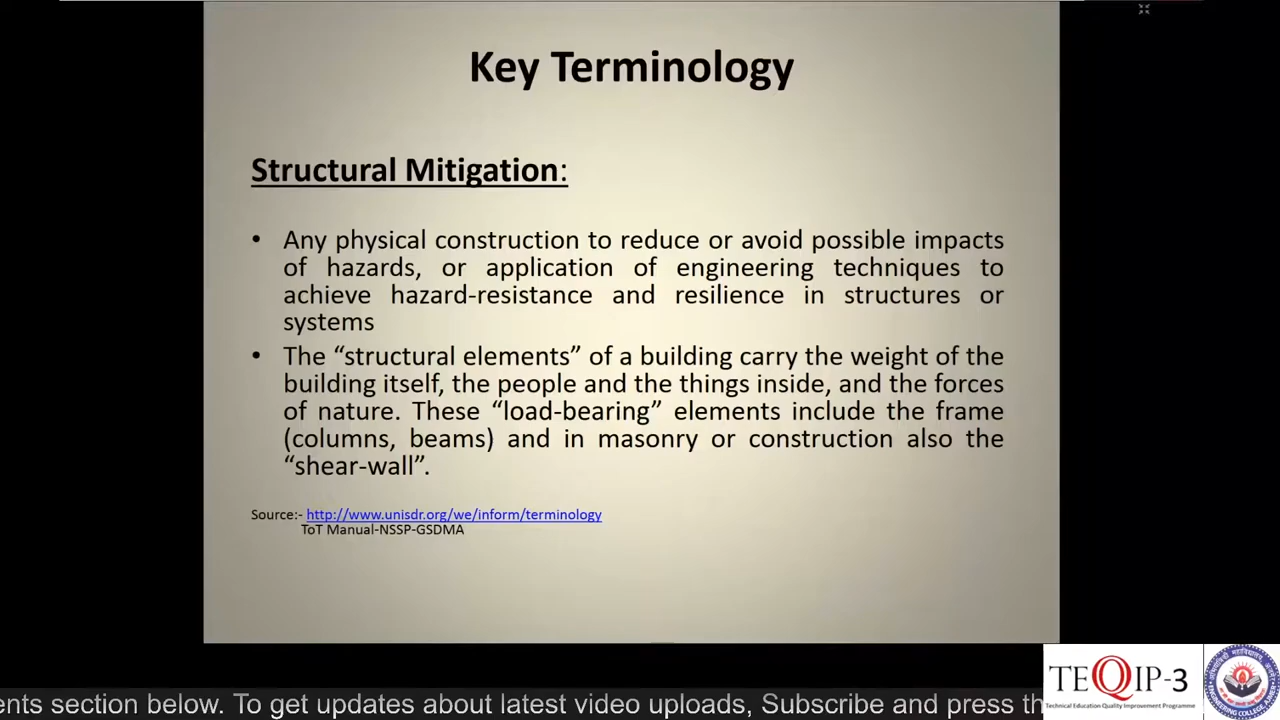 Key Terminology
Structural Mitigation:
• Any physical construction to reduce or avoid possible impacts
of hazards, or application of engineering techniques to
achieve hazard-resistance and resilience in structures or
systems
• The “structural elements” of a building carry the weight of the
building itself, the people and the things inside, and the forces
of nature. These “load-bearing” elements include the frame
(columns, beams) and in masonry or construction also the
“shear-wall”.
Source:- http://www.unisdr.org/we/inform/terminology
ToT Manual-NSSP-GSDMA
TEQIP-3
Technical Education Quality Improvement Programme
ents section below. To get updates about latest video uploads, Subscribe and press th